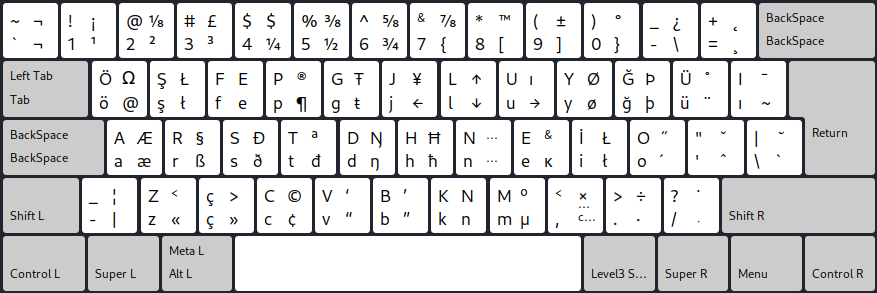 ~ ¬ ! ¡ @ ⅛ # £ $ $ % ⅜ ^ ⅝ & ⅞ * ™ ( ± ) ° _ ¿ + ˛ BackSpace
` ¬ 1 ¹ 2 ² 3 ³ 4 ¼ 5 ½ 6 ¾ 7 { 8 [ 9 ] 0 } - \ = ¸ BackSpace
Left Tab Ö Ω Ş Ł F E P ® G Ŧ J ¥ L ↑ U ı Y Ø Ğ Þ Ü ° I ¯
Tab ö @ ş ł f e p ¶ g ŧ j ← l ↓ u → y ø ğ þ ü ¨ ı ~
Return
BackSpace A Æ R § S Ð T ª D Ŋ H Ħ N ... E & İ Ł O ˝ " ˇ | ˘
BackSpace a æ r ß s ð t đ d ŋ h ħ n ... e ĸ i ł o ´ ' ^ \ `
_ ¦ Z < ç > C © V ‘ B ’ K N M º < × > ÷ ? ˙
Shift L - | z « ç » c ¢ v “ b ” k n m µ , c... . · / . Shift R
Meta L
Control L Super L Alt L Level3 S... Super R Menu Control R